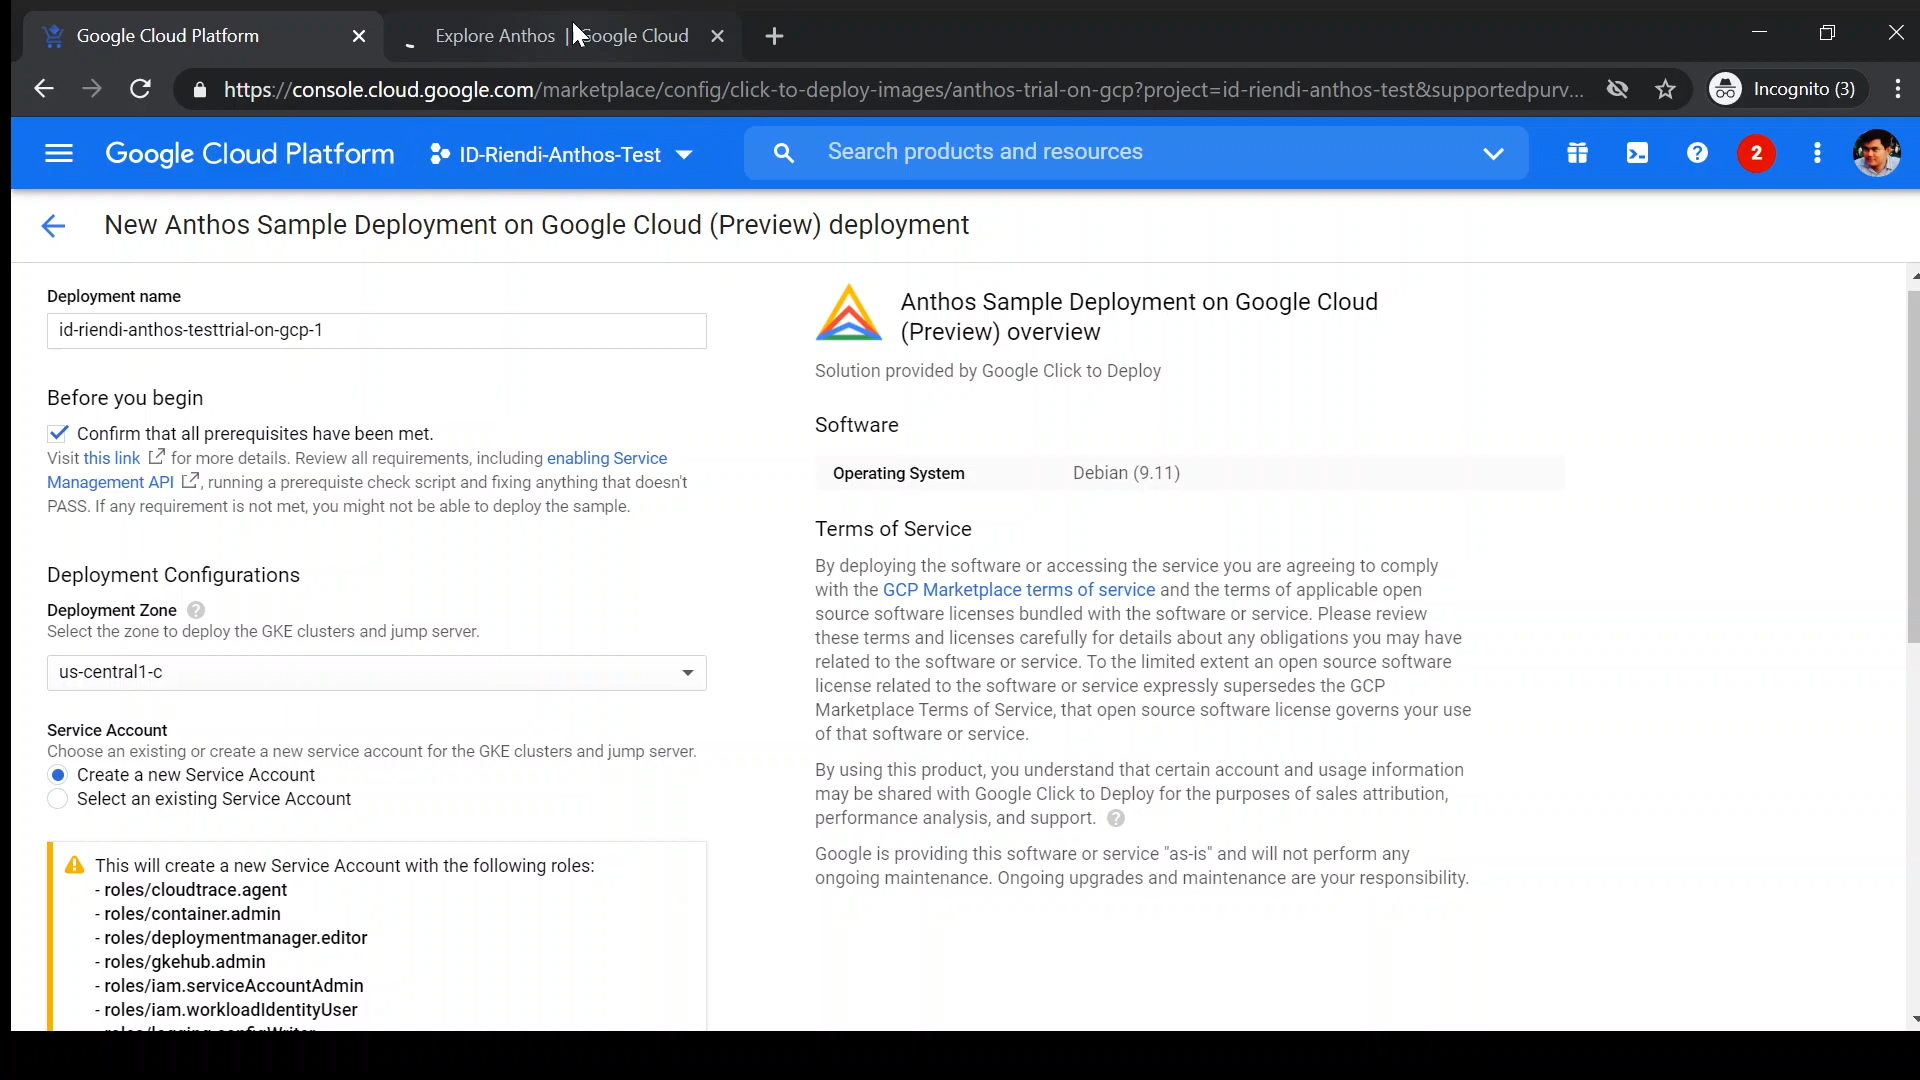 Google Cloud Platform
Explore Anthos | Google Cloud
https://console.cloud.google.com/marketplace/config/click-to-deploy-images/anthos-trial-on-gcp?project=id-riendi-anthos-test&supportedpurv...
Incognito (3)
Google Cloud Platform
ID-Riendi-Anthos-Test
Search products and resources
2
New Anthos Sample Deployment on Google Cloud (Preview) deployment
Deployment name
id-riendi-anthos-testtrial-on-gcp-1
Before you begin
Confirm that all prerequisites have been met.
Visit this link for more details. Review all requirements, including enabling Service
Management API , running a prerequiste check script and fixing anything that doesn't
PASS. If any requirement is not met, you might not be able to deploy the sample.
Deployment Configurations
Deployment Zone
Select the zone to deploy the GKE clusters and jump server.
us-central1-c
Service Account
Choose an existing or create a new service account for the GKE clusters and jump server.
Create a new Service Account
Select an existing Service Account
This will create a new Service Account with the following roles:
- roles/cloudtrace.agent
- roles/container.admin
- roles/deploymentmanager.editor
- roles/gkehub.admin
- roles/iam.serviceAccountAdmin
- roles/iam.workloadIdentityUser
Anthos Sample Deployment on Google Cloud
(Preview) overview
Solution provided by Google Click to Deploy
Software
Operating System Debian (9.11)
Terms of Service
By deploying the software or accessing the service you are agreeing to comply
with the GCP Marketplace terms of service and the terms of applicable open
source software licenses bundled with the software or service. Please review
these terms and licenses carefully for details about any obligations you may have
related to the software or service. To the limited extent an open source software
license related to the software or service expressly supersedes the GCP
Marketplace Terms of Service, that open source software license governs your use
of that software or service.
By using this product, you understand that certain account and usage information
may be shared with Google Click to Deploy for the purposes of sales attribution,
performance analysis, and support.
Google is providing this software or service "as-is" and will not perform any
ongoing maintenance. Ongoing upgrades and maintenance are your responsibility.